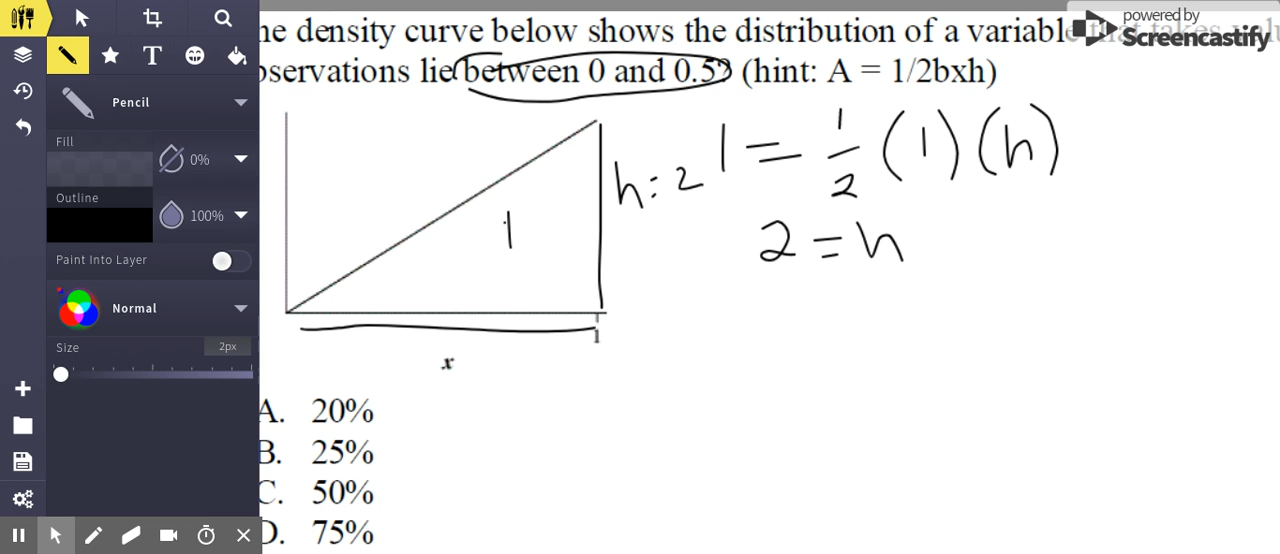 powered by
Screencastify
he density curve below shows the distribution of a variable
oservations lie between 0 and 0.5? (hint: A = 1/2bxh)
Pencil
Fill
0%
Outline
100%
Paint Into Layer
Normal
Size
2px
1
h = 2
1 = 1/2 (1)(h)
2 = h
1
x
A. 20%
B. 25%
C. 50%
D. 75%